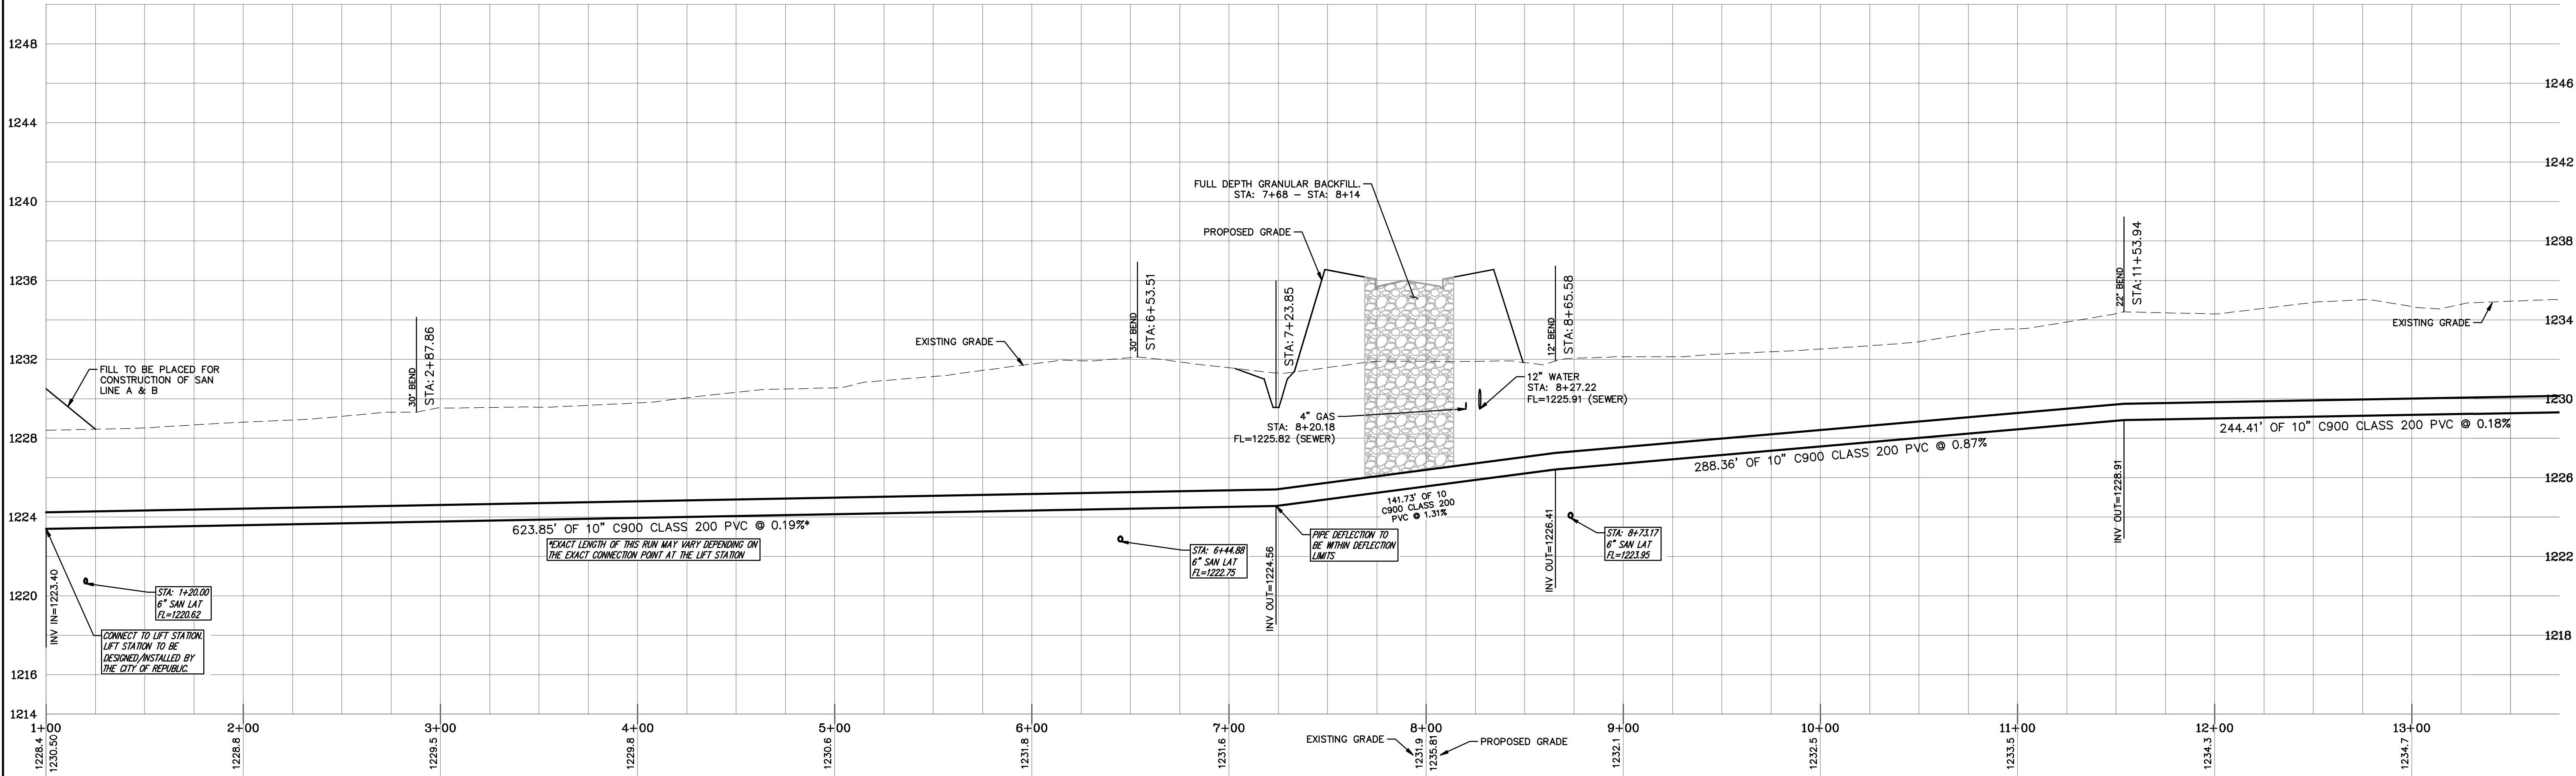 1248
1246
1244
1242
1240
1238
1236
1234
1232
1230
1228
1226
1224
1222
1220
1218
1216
1214
FILL TO BE PLACED FOR
CONSTRUCTION OF SAN
LINE A & B
30° BEND
STA: 2+87.86
EXISTING GRADE
30° BEND
STA: 6+53.51
STA: 7+23.85
PROPOSED GRADE
FULL DEPTH GRANULAR BACKFILL.
STA: 7+68 – STA: 8+14
4" GAS
STA: 8+20.18
FL=1225.82 (SEWER)
12" WATER
STA: 8+27.22
FL=1225.91 (SEWER)
12° BEND
STA: 8+65.58
22° BEND
STA: 11+53.94
EXISTING GRADE
623.85' OF 10" C900 CLASS 200 PVC @ 0.19%*
*EXACT LENGTH OF THIS RUN MAY VARY DEPENDING ON
THE EXACT CONNECTION POINT AT THE LIFT STATION
141.73' OF 10
C900 CLASS 200
PVC @ 1.31%
288.36' OF 10" C900 CLASS 200 PVC @ 0.87%
244.41' OF 10" C900 CLASS 200 PVC @ 0.18%
INV IN=1223.40
STA: 1+20.00
6" SAN LAT
FL=1220.62
CONNECT TO LIFT STATION.
LIFT STATION TO BE
DESIGNED/INSTALLED BY
THE CITY OF REPUBLIC.
STA: 6+44.88
6" SAN LAT
FL=1222.75
INV OUT=1224.56
PIPE DEFLECTION TO
BE WITHIN DEFLECTION
LIMITS
INV OUT=1226.41
STA: 8+73.17
6" SAN LAT
FL=1223.95
INV OUT=1228.91
1+00
2+00
3+00
4+00
5+00
6+00
7+00
8+00
9+00
10+00
11+00
12+00
13+00
1228.4
1230.50
1228.8
1229.5
1229.8
1230.6
1231.8
1231.6
EXISTING GRADE
1231.9
1235.81
PROPOSED GRADE
1232.1
1232.5
1233.5
1234.3
1234.7